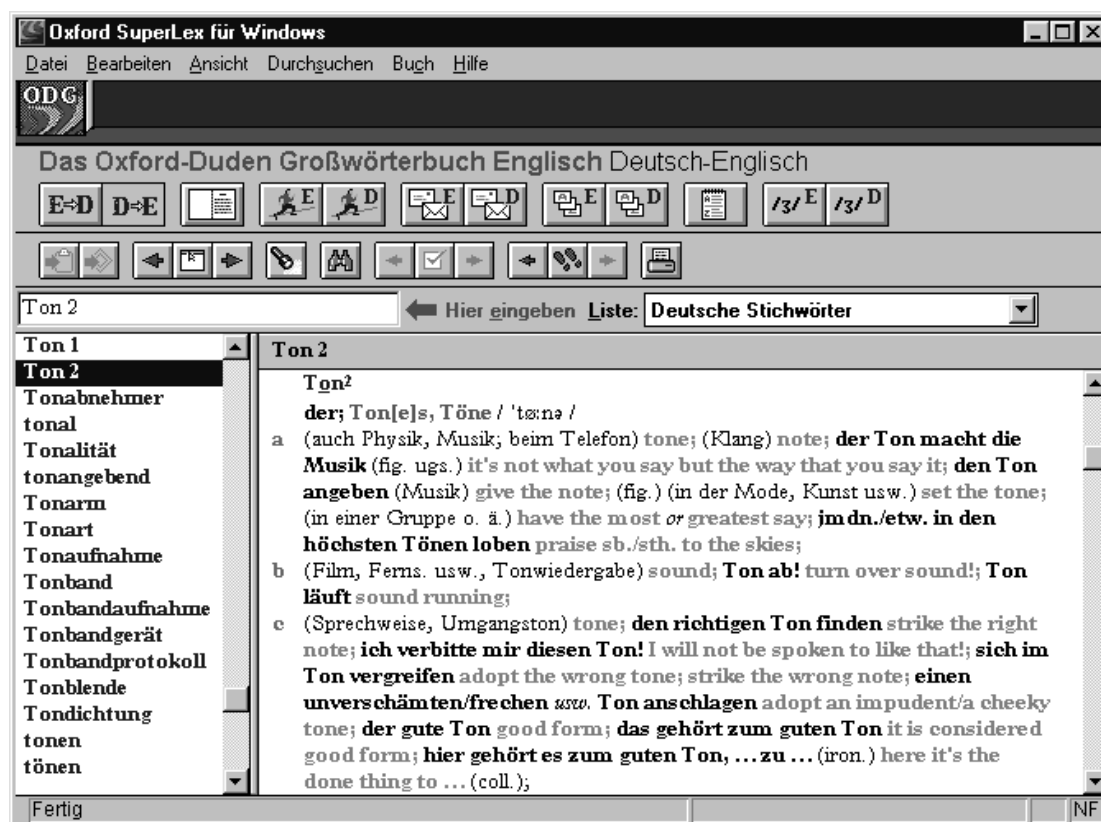 Oxford SuperLex für Windows
Datei Bearbeiten Ansicht Durchsuchen Buch Hilfe
ODG
Das Oxford-Duden Großwörterbuch Englisch Deutsch-Englisch
E⇒D D⇒E E D E D E D A Z /ʒ/ E /ʒ/ D
Ton 2 Hier eingeben Liste: Deutsche Stichwörter
Ton 1
Ton 2
Tonabnehmer
tonal
Tonalität
tonangebend
Tonarm
Tonart
Tonaufnahme
Tonband
Tonbandaufnahme
Tonbandgerät
Tonbandprotokoll
Tonblende
Tondichtung
tonen
tönen
Ton 2
Ton²
der; Ton[e]s, Töne / ˈtøːnə /
a (auch Physik, Musik; beim Telefon) tone; (Klang) note; der Ton macht die
Musik (fig. ugs.) it's not what you say but the way that you say it; den Ton
angeben (Musik) give the note; (fig.) (in der Mode, Kunst usw.) set the tone;
(in einer Gruppe o. ä.) have the most or greatest say; jmdn./etw. in den
höchsten Tönen loben praise sb./sth. to the skies;
b (Film, Ferns. usw., Tonwiedergabe) sound; Ton ab! turn over sound!; Ton
läuft sound running;
c (Sprechweise, Umgangston) tone; den richtigen Ton finden strike the right
note; ich verbitte mir diesen Ton! I will not be spoken to like that!; sich im
Ton vergreifen adopt the wrong tone; strike the wrong note; einen
unverschämten/frechen usw. Ton anschlagen adopt an impudent/a cheeky
tone; der gute Ton good form; das gehört zum guten Ton it is considered
good form; hier gehört es zum guten Ton, ... zu ... (iron.) here it's the
done thing to ... (coll.);
Fertig NF